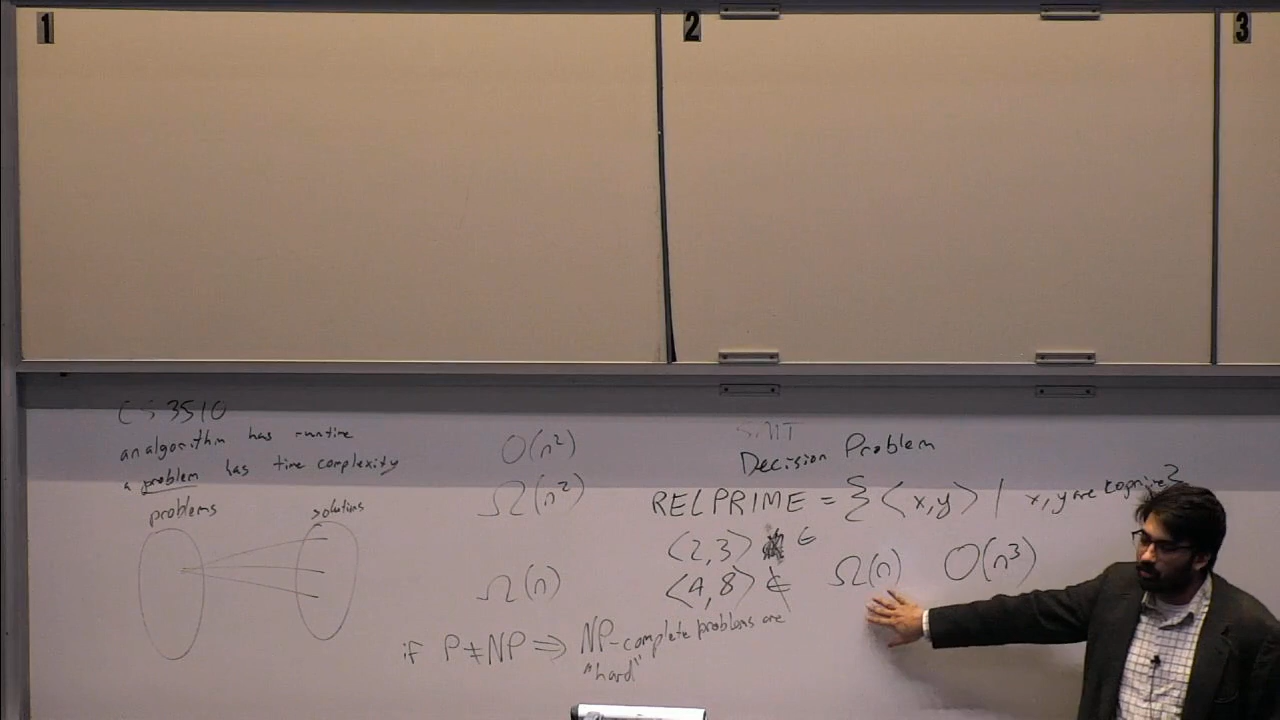 1
2
3
CS 3510
an algorithm has runtime
a problem has time complexity
problems
solutions
O(n²)
Ω(n²)
Ω(n)
if P≠NP ⇒ NP-complete problems are
"hard"
Decision Problem
RELPRIME = {⟨x,y⟩ | x,y are coprime}
⟨2,3⟩ ∈
⟨4,8⟩ ∉
Ω(n) O(n³)